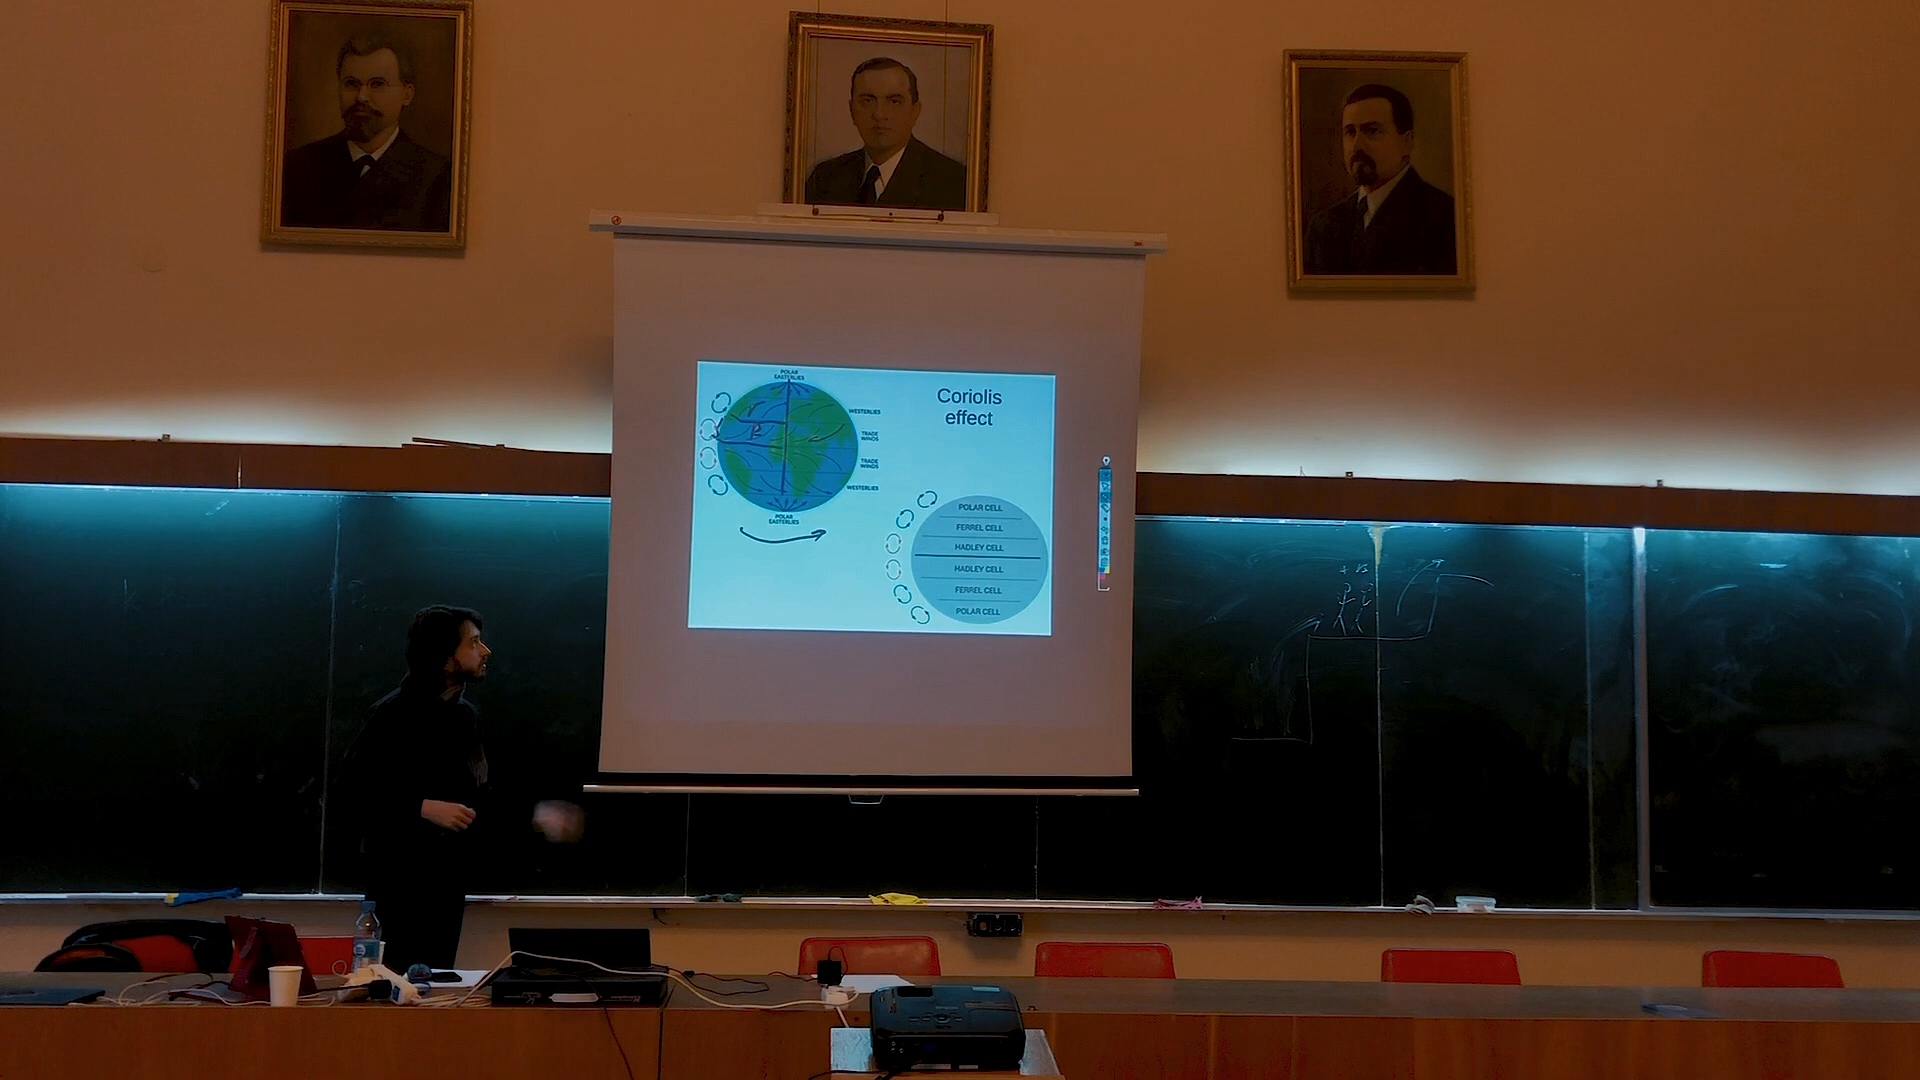 POLAR
EASTERLIES
WESTERLIES
TRADE
WINDS
TRADE
WINDS
WESTERLIES
POLAR
EASTERLIES
Coriolis
effect
POLAR CELL
FERREL CELL
HADLEY CELL
HADLEY CELL
FERREL CELL
POLAR CELL